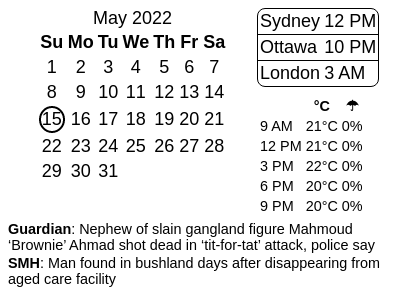 May 2022
Su Mo Tu We Th Fr Sa
1 2 3 4 5 6 7
8 9 10 11 12 13 14
15 16 17 18 19 20 21
22 23 24 25 26 27 28
29 30 31
Sydney 12 PM
Ottawa 10 PM
London 3 AM
°C ☂
9 AM 21°C 0%
12 PM 21°C 0%
3 PM 22°C 0%
6 PM 20°C 0%
9 PM 20°C 0%
Guardian: Nephew of slain gangland figure Mahmoud
‘Brownie’ Ahmad shot dead in ‘tit-for-tat’ attack, police say
SMH: Man found in bushland days after disappearing from
aged care facility